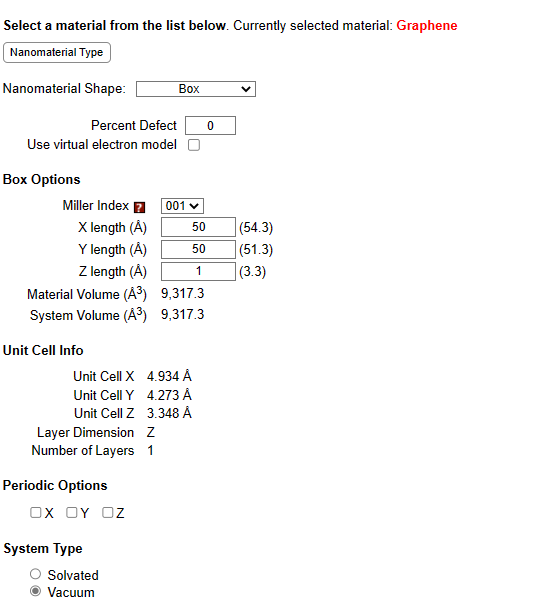 Select a material from the list below. Currently selected material: Graphene
Nanomaterial Type
Nanomaterial Shape: Box
Percent Defect 0
Use virtual electron model
Box Options
Miller Index ? 001
X length (Å) 50 (54.3)
Y length (Å) 50 (51.3)
Z length (Å) 1 (3.3)
Material Volume (Å³) 9,317.3
System Volume (Å³) 9,317.3
Unit Cell Info
Unit Cell X 4.934 Å
Unit Cell Y 4.273 Å
Unit Cell Z 3.348 Å
Layer Dimension Z
Number of Layers 1
Periodic Options
X Y Z
System Type
Solvated
Vacuum